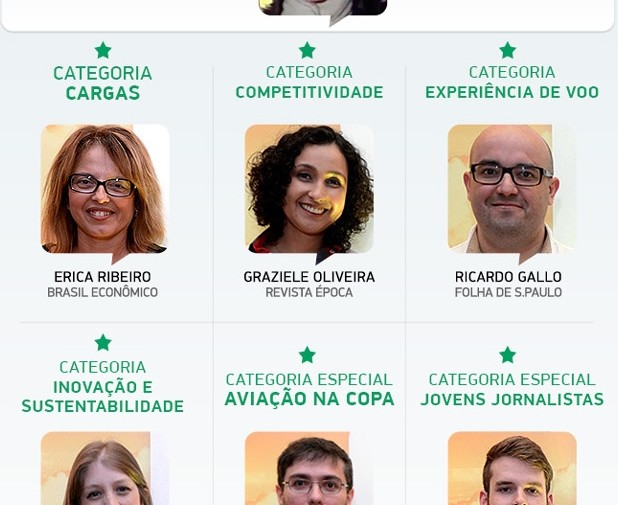 CATEGORIA
CARGAS
CATEGORIA
COMPETITIVIDADE
CATEGORIA
EXPERIÊNCIA DE VOO
ERICA RIBEIRO
BRASIL ECONÔMICO
GRAZIELE OLIVEIRA
REVISTA ÉPOCA
RICARDO GALLO
FOLHA DE S.PAULO
CATEGORIA
INOVAÇÃO E
SUSTENTABILIDADE
CATEGORIA ESPECIAL
AVIAÇÃO NA COPA
CATEGORIA ESPECIAL
JOVENS JORNALISTAS